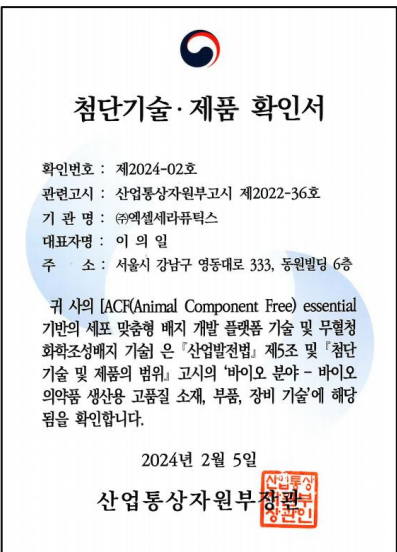 첨단기술·제품 확인서
확인번호 : 제2024-02호
관련고시 : 산업통상자원부고시 제2022-36호
기 관 명 : ㈜엑셀세라퓨틱스
대표자명 : 이 의 일
주 소 : 서울시 강남구 영동대로 333, 동원빌딩 6층
귀 사의 [ACF(Animal Component Free) essential
기반의 세포 맞춤형 배지 개발 플랫폼 기술 및 무혈청
화학조성배지 기술] 은 『산업발전법』 제5조 및 『첨단
기술 및 제품의 범위』 고시의 '바이오 분야 – 바이오
의약품 생산용 고품질 소재, 부품, 장비 기술'에 해당
됨을 확인합니다.
2024년 2월 5일
산업통상자원부장관
산업통상
자원부
장관인